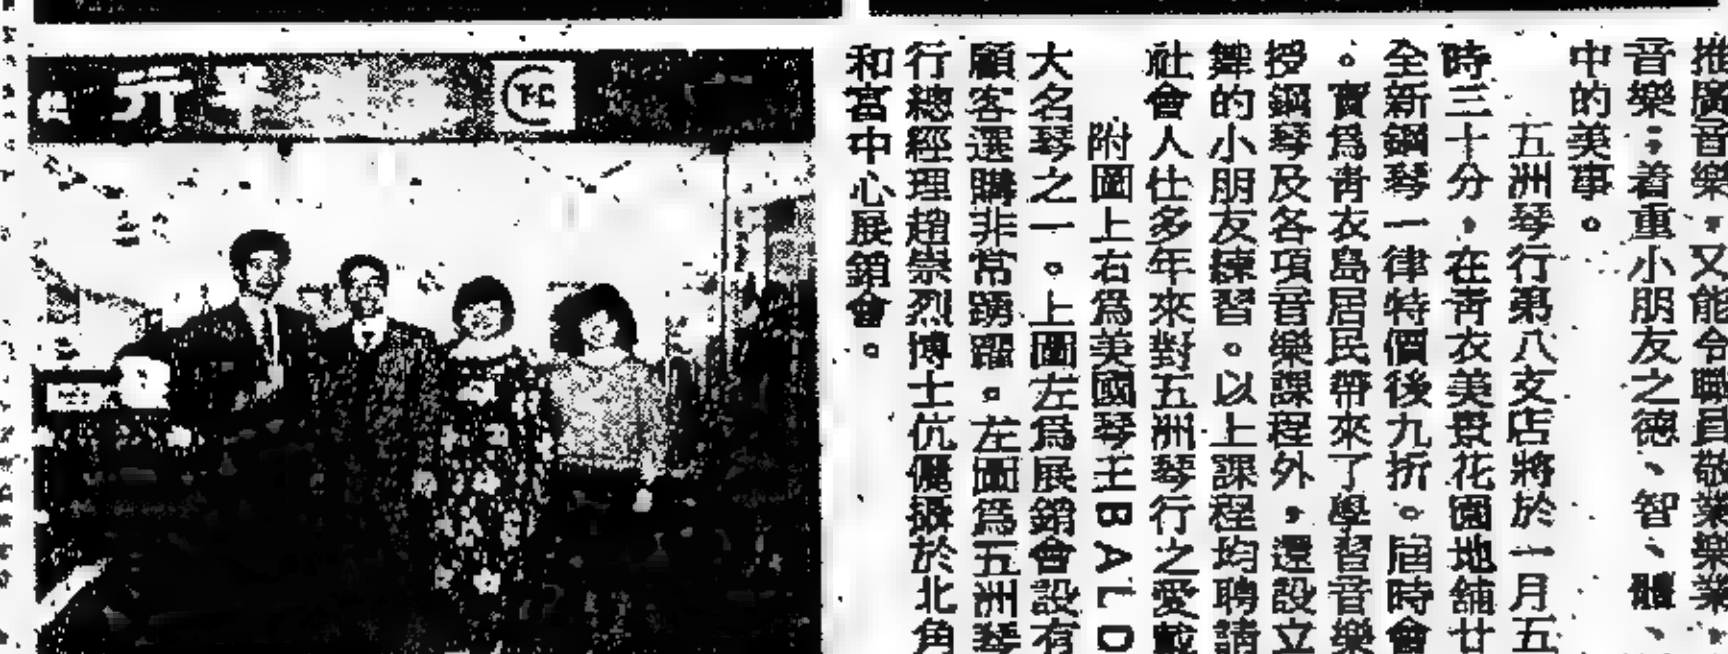 推廣音樂，又能令職員敬業樂業，
音樂：着重小朋友之德、智、體、
中的美事。
五洲琴行第八支店將於一月五
時三十分，在青衣美景花園地舖廿
全新鋼琴一律特價後九折。屆時會
。實爲青衣島居民帶來了學習音樂
授鋼琴及各項音樂課程外，還設立
舞的小朋友練習。以上課程均聘請
社會人仕多年來對五洲琴行之愛戴
附圖上右爲美國琴王BALD
大名琴之一。上圖左爲展銷會設有
顧客選購非常踴躍。左圖爲五洲琴
行總經理趙崇烈博士伉儷攝於北角
和富中心展銷會。
行